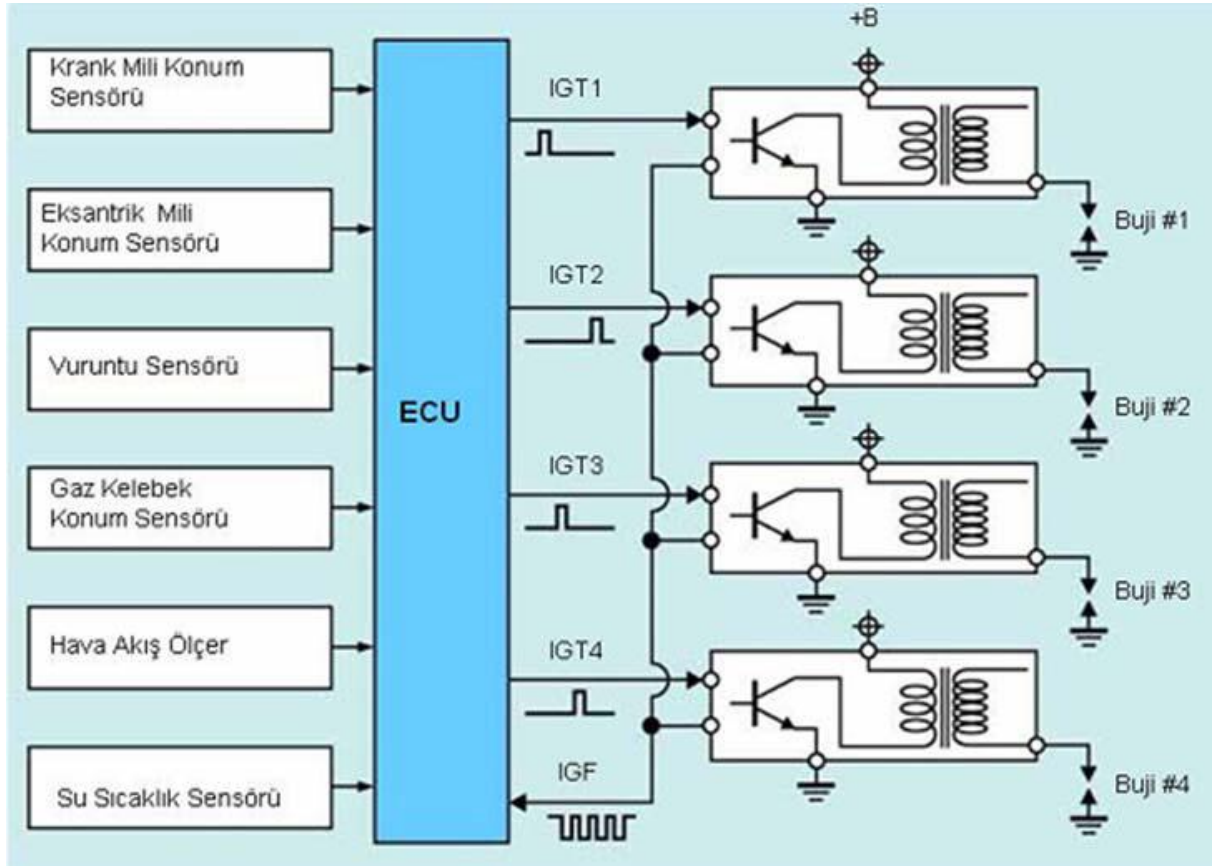 Krank Mili Konum
Sensörü
Eksantrik Mili
Konum Sensörü
Vuruntu Sensörü
Gaz Kelebek
Konum Sensörü
Hava Akış Ölçer
Su Sıcaklık Sensörü
ECU
IGT1
IGT2
IGT3
IGT4
IGF
+B
Buji #1
Buji #2
Buji #3
Buji #4